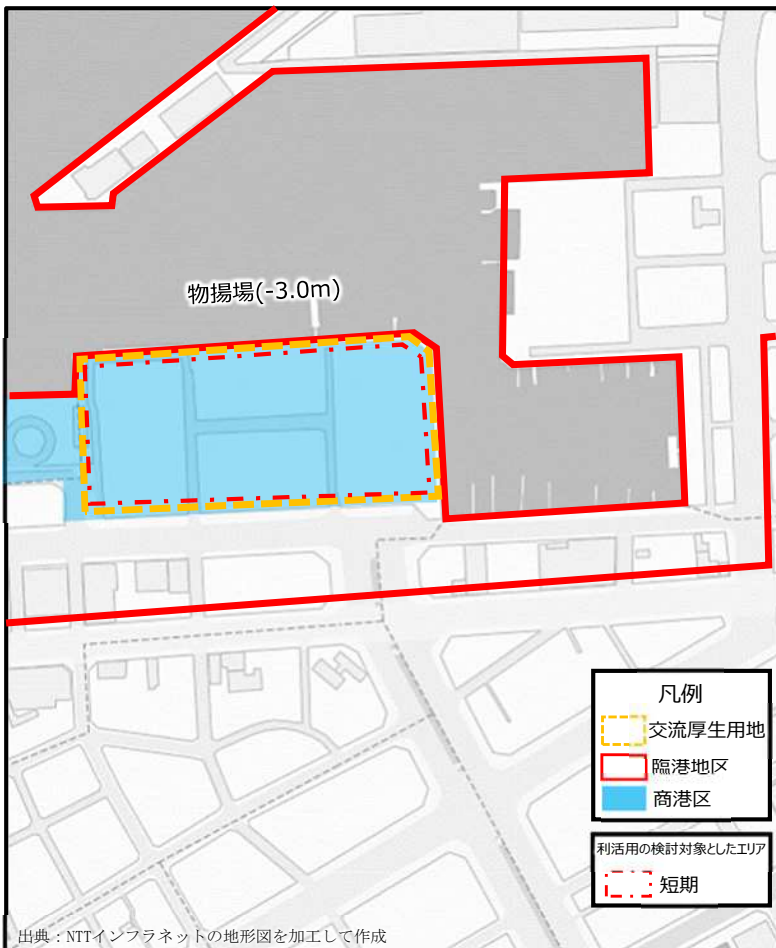 物揚場(-3.0m)
凡例
交流厚生用地
臨港地区
商港区
利活用の検討対象としたエリア
短期
出典：NTTインフラネットの地形図を加工して作成